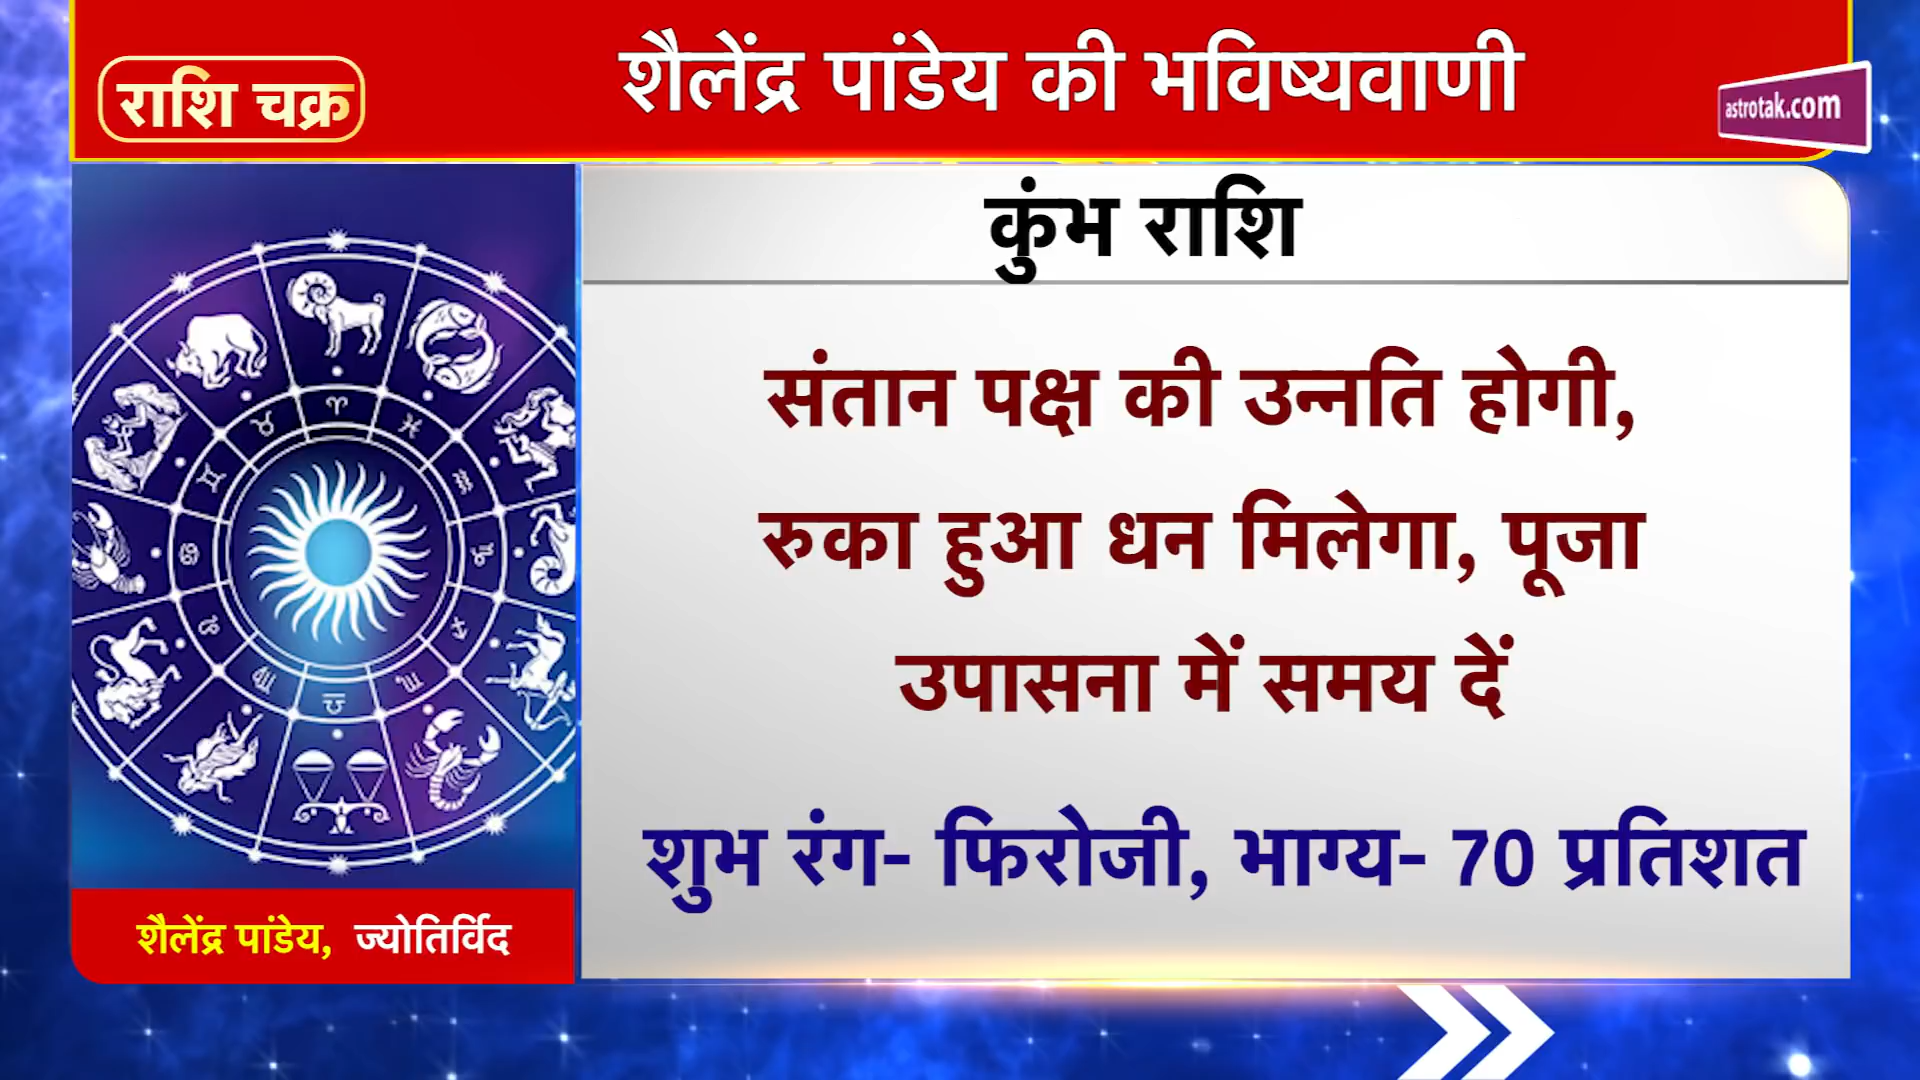 राशि चक्र
शैलेंद्र पांडेय की भविष्यवाणी
astrotak.com
कुंभ राशि
संतान पक्ष की उन्नति होगी,
रुका हुआ धन मिलेगा, पूजा
उपासना में समय दें
शुभ रंग- फिरोजी, भाग्य- 70 प्रतिशत
शैलेंद्र पांडेय, ज्योतिर्विद